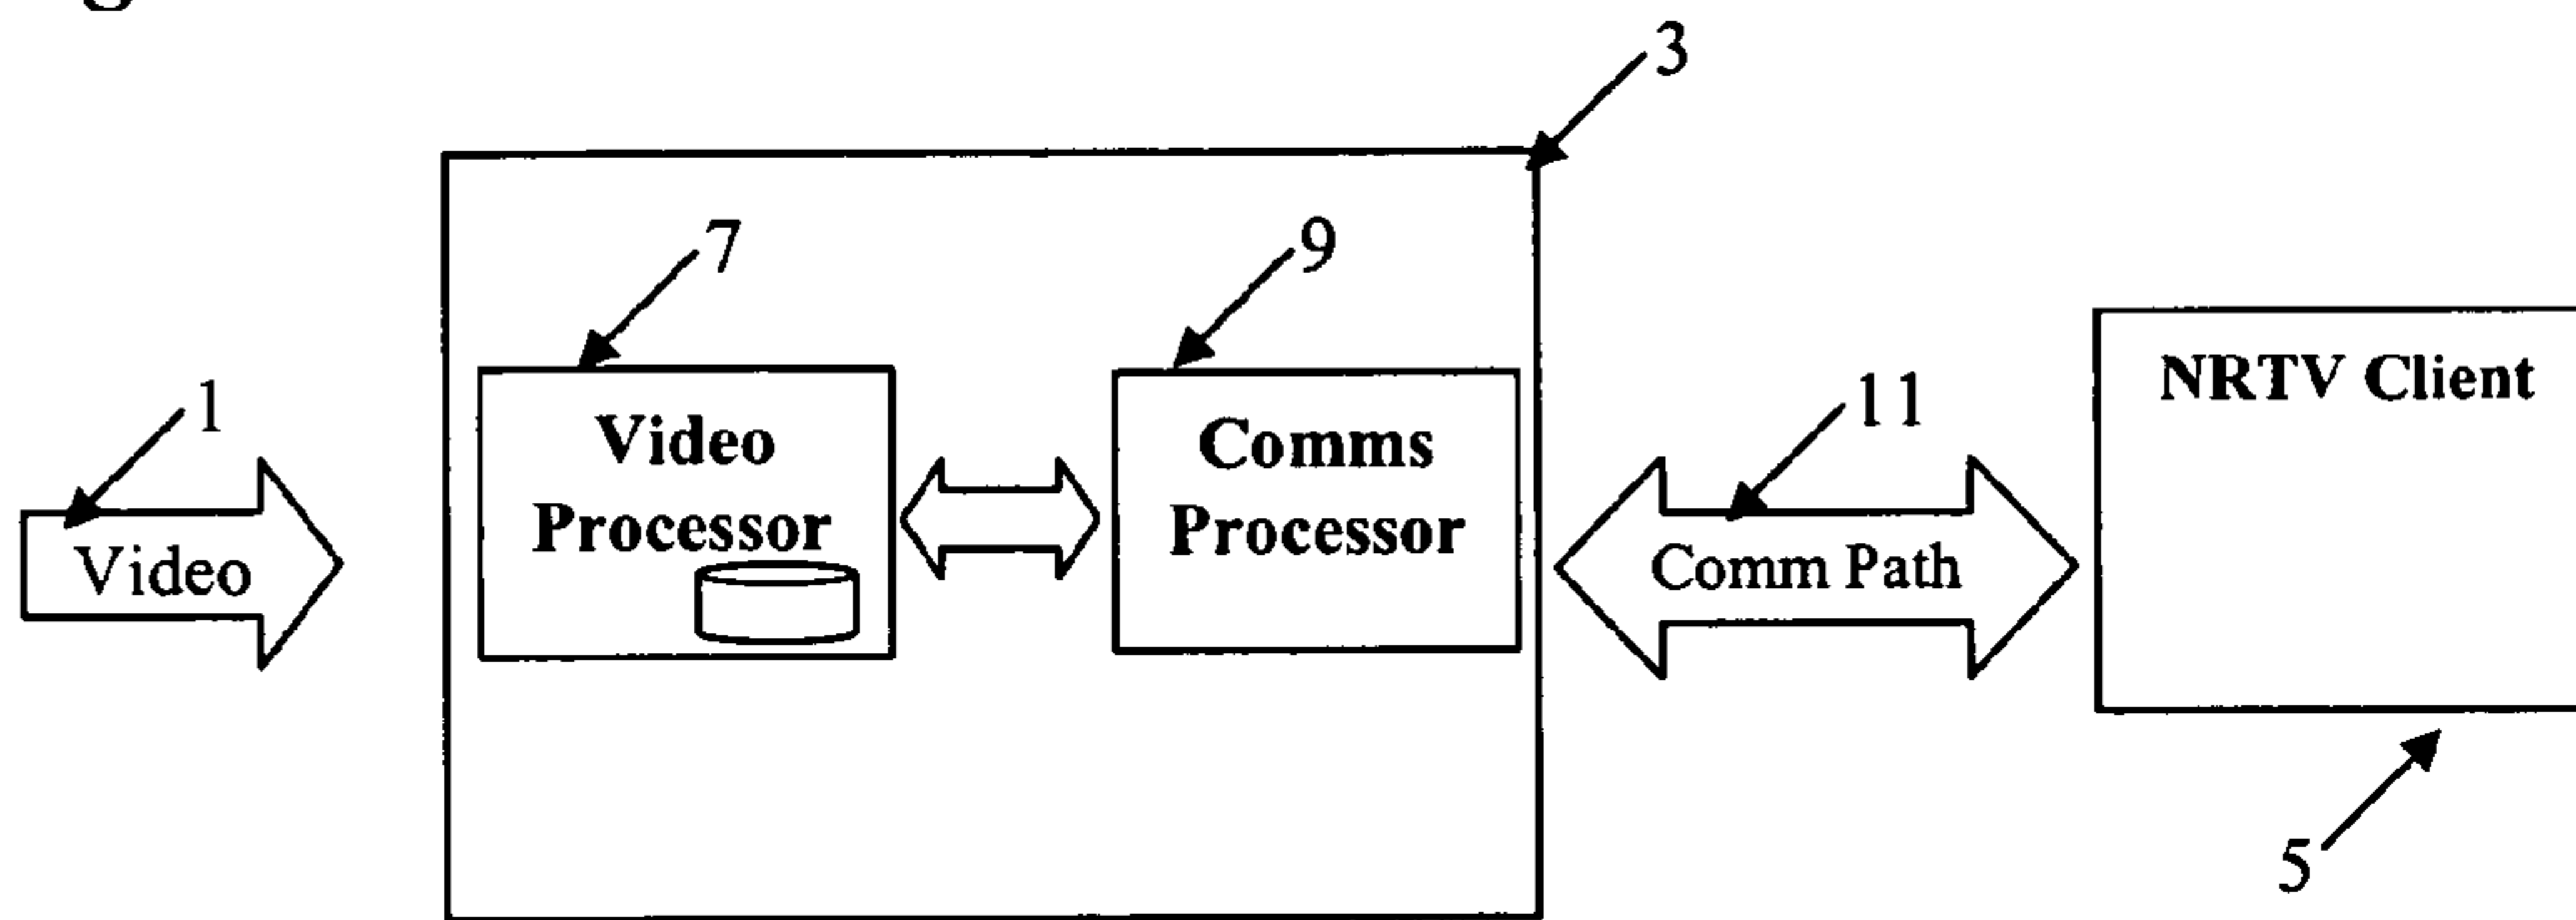 3
7
9
1
11
Video
Processor
Comms
Processor
NRTV Client
Video
Comm Path
5